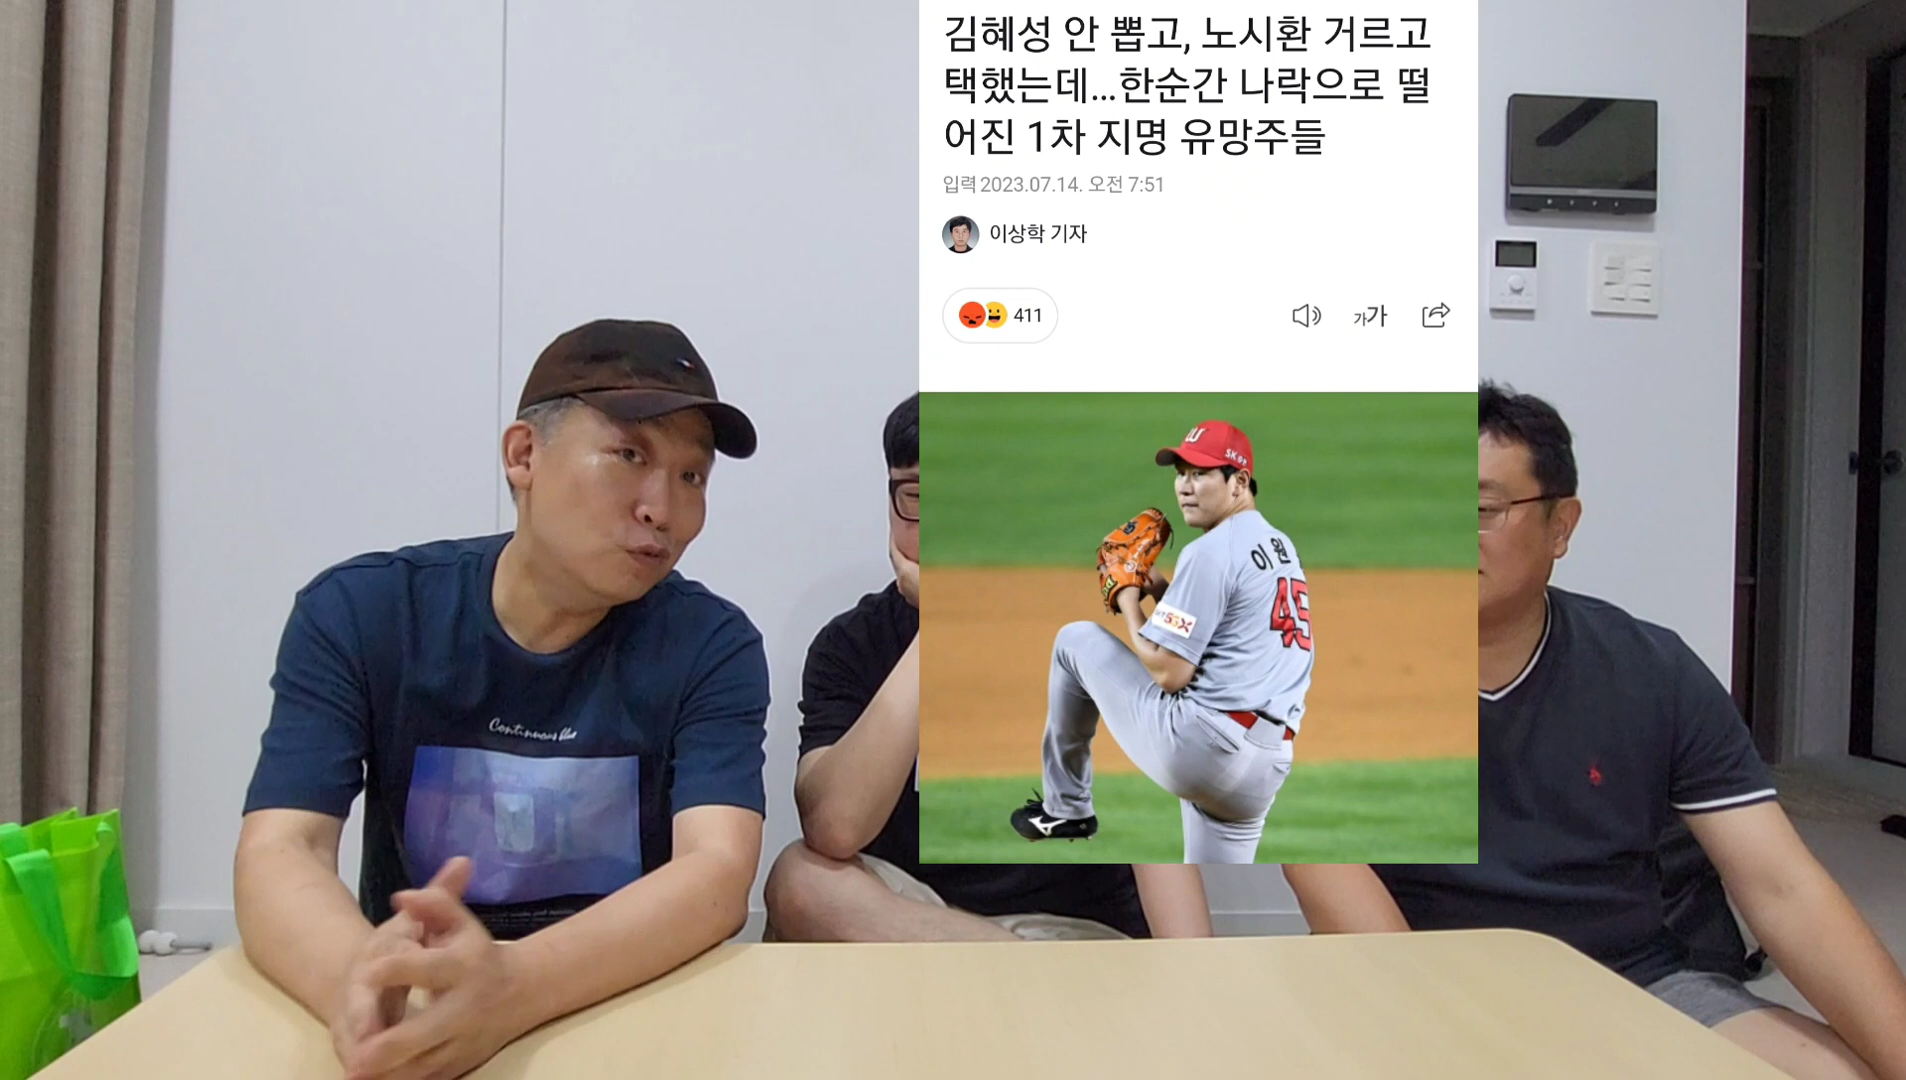 김혜성 안 뽑고, 노시환 거르고
택했는데...한순간 나락으로 떨
어진 1차 지명 유망주들
입력 2023.07.14. 오전 7:51
이상학 기자
411
가가
W
SK
이원
45
Continuous blue